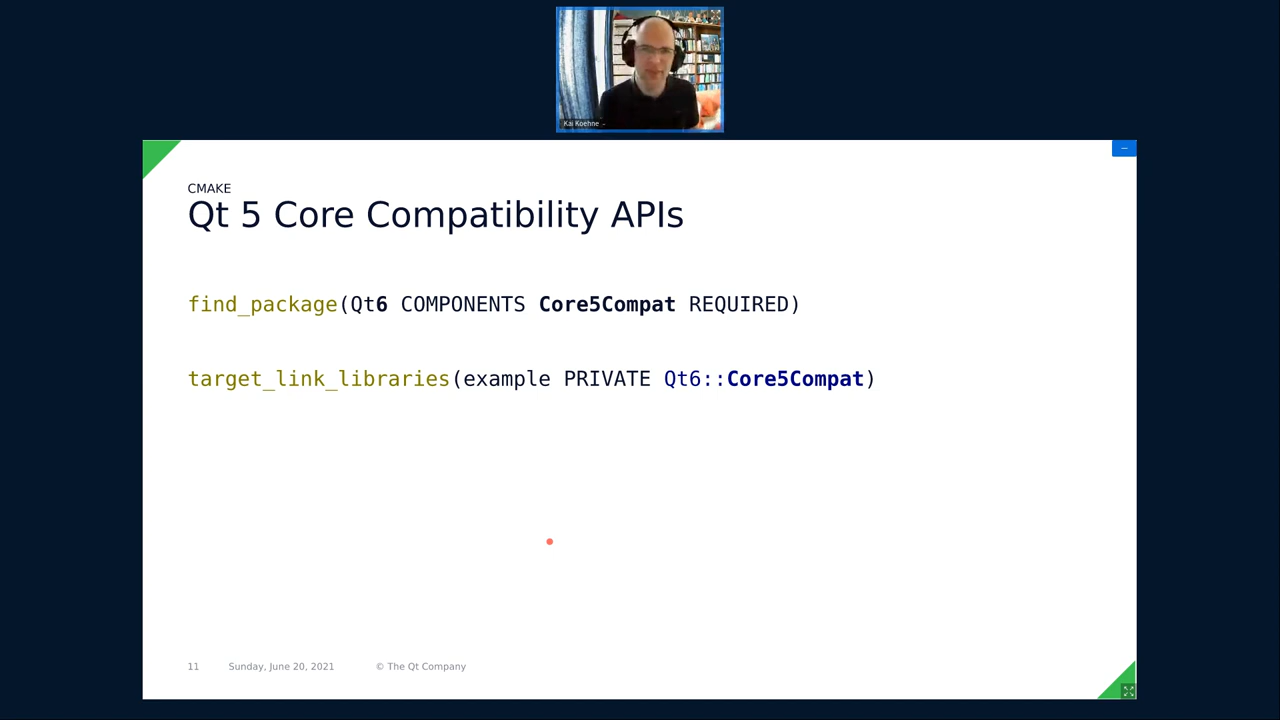 Kai Koehne -
CMAKE
Qt 5 Core Compatibility APIs
find_package(Qt6 COMPONENTS Core5Compat REQUIRED)
target_link_libraries(example PRIVATE Qt6::Core5Compat)
11 Sunday, June 20, 2021 © The Qt Company